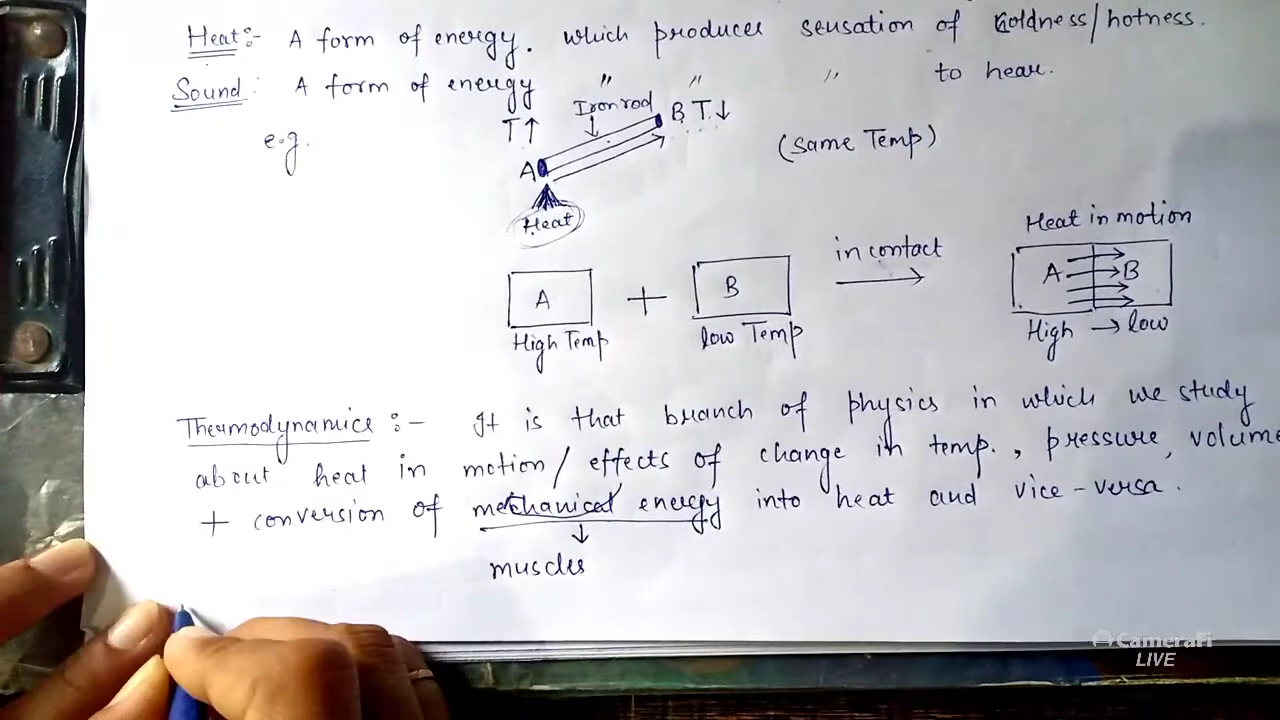 Heat:- A form of energy. which produces sensation of Coldness/hotness.
Sound: A form of energy " " " to hear.
e.g.
T↑
Iron rod
B T↓
A
Heat
(Same Temp)
A
High Temp
+
B
low Temp
in contact
→
Heat in motion
A B
High → low
Thermodynamics :- It is that branch of physics in which we study
about heat in motion/ effects of change in temp., pressure, volume
+ conversion of mechanical energy into heat and vice-versa.
↓
muscles
CameraFi
LIVE